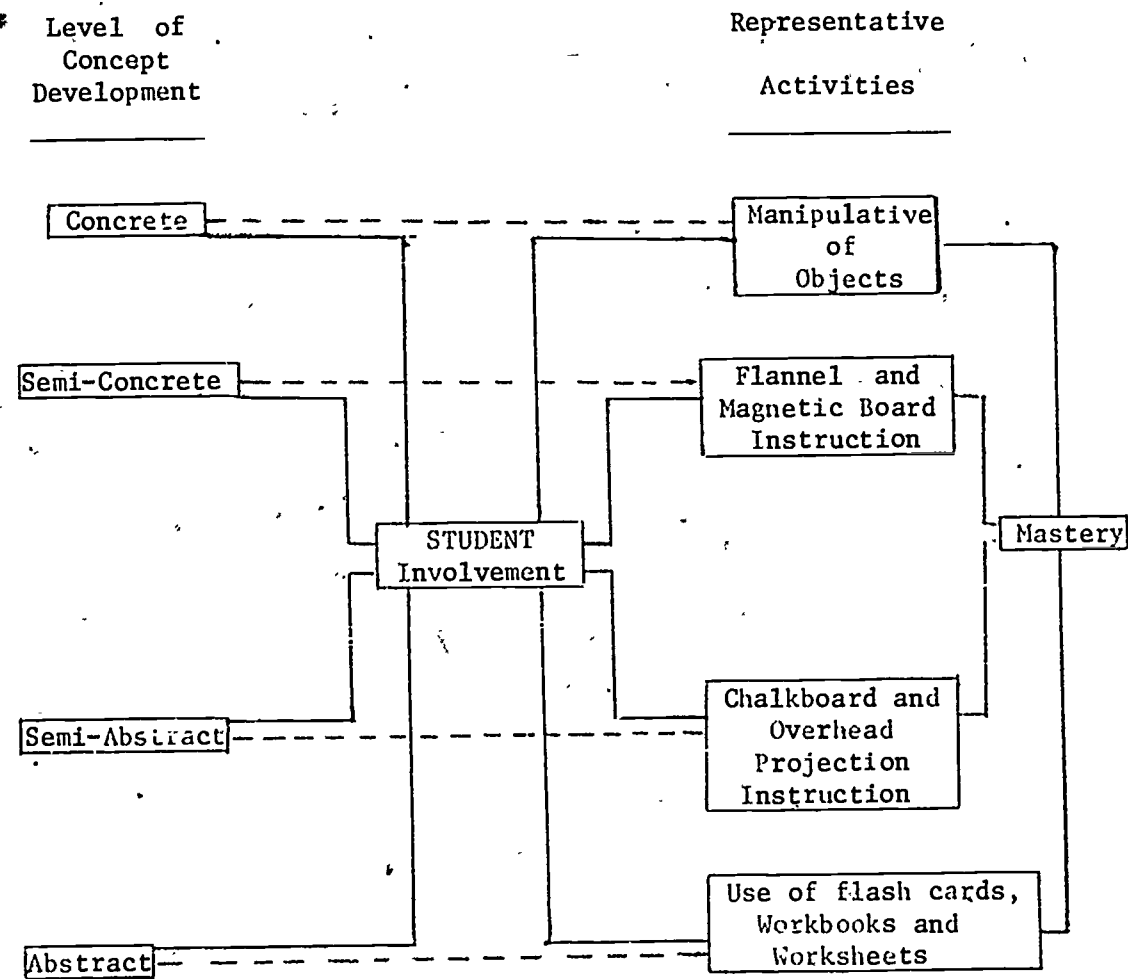 Level of
Concept
Development
Representative
Activities
Concrete
Manipulative
of
Objects
Semi-Concrete
Flannel and
Magnetic Board
Instruction
STUDENT
Involvement
Mastery
Semi-Abstract
Chalkboard and
Overhead
Projection
Instruction
Abstract
Use of flash cards,
Workbooks and
Worksheets